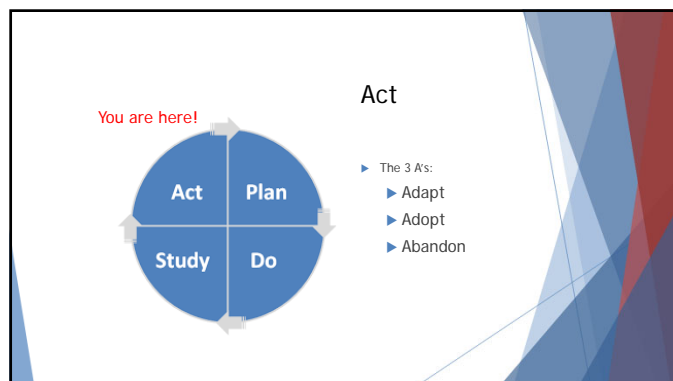 Act
You are here!
Act
Plan
Study
Do
The 3 A's:
Adapt
Adopt
Abandon